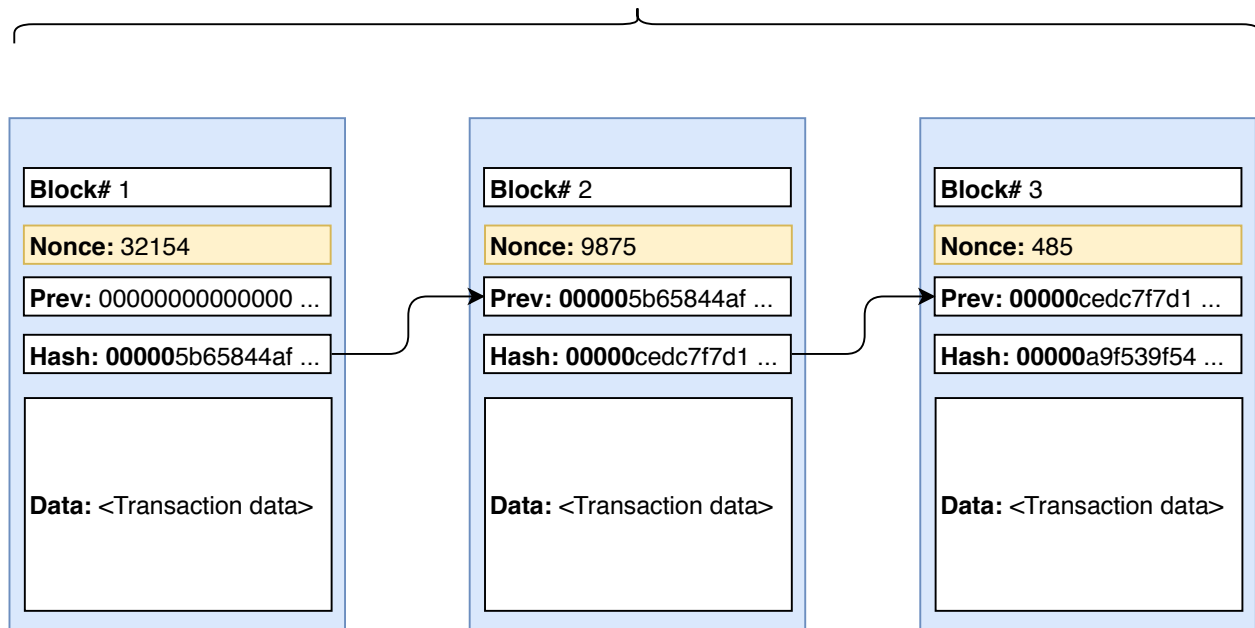 Block# 1
Nonce: 32154
Prev: 00000000000000 ...
Hash: 000005b65844af ...
Data: <Transaction data>
Block# 2
Nonce: 9875
Prev: 000005b65844af ...
Hash: 00000cedc7f7d1 ...
Data: <Transaction data>
Block# 3
Nonce: 485
Prev: 00000cedc7f7d1 ...
Hash: 00000a9f539f54 ...
Data: <Transaction data>